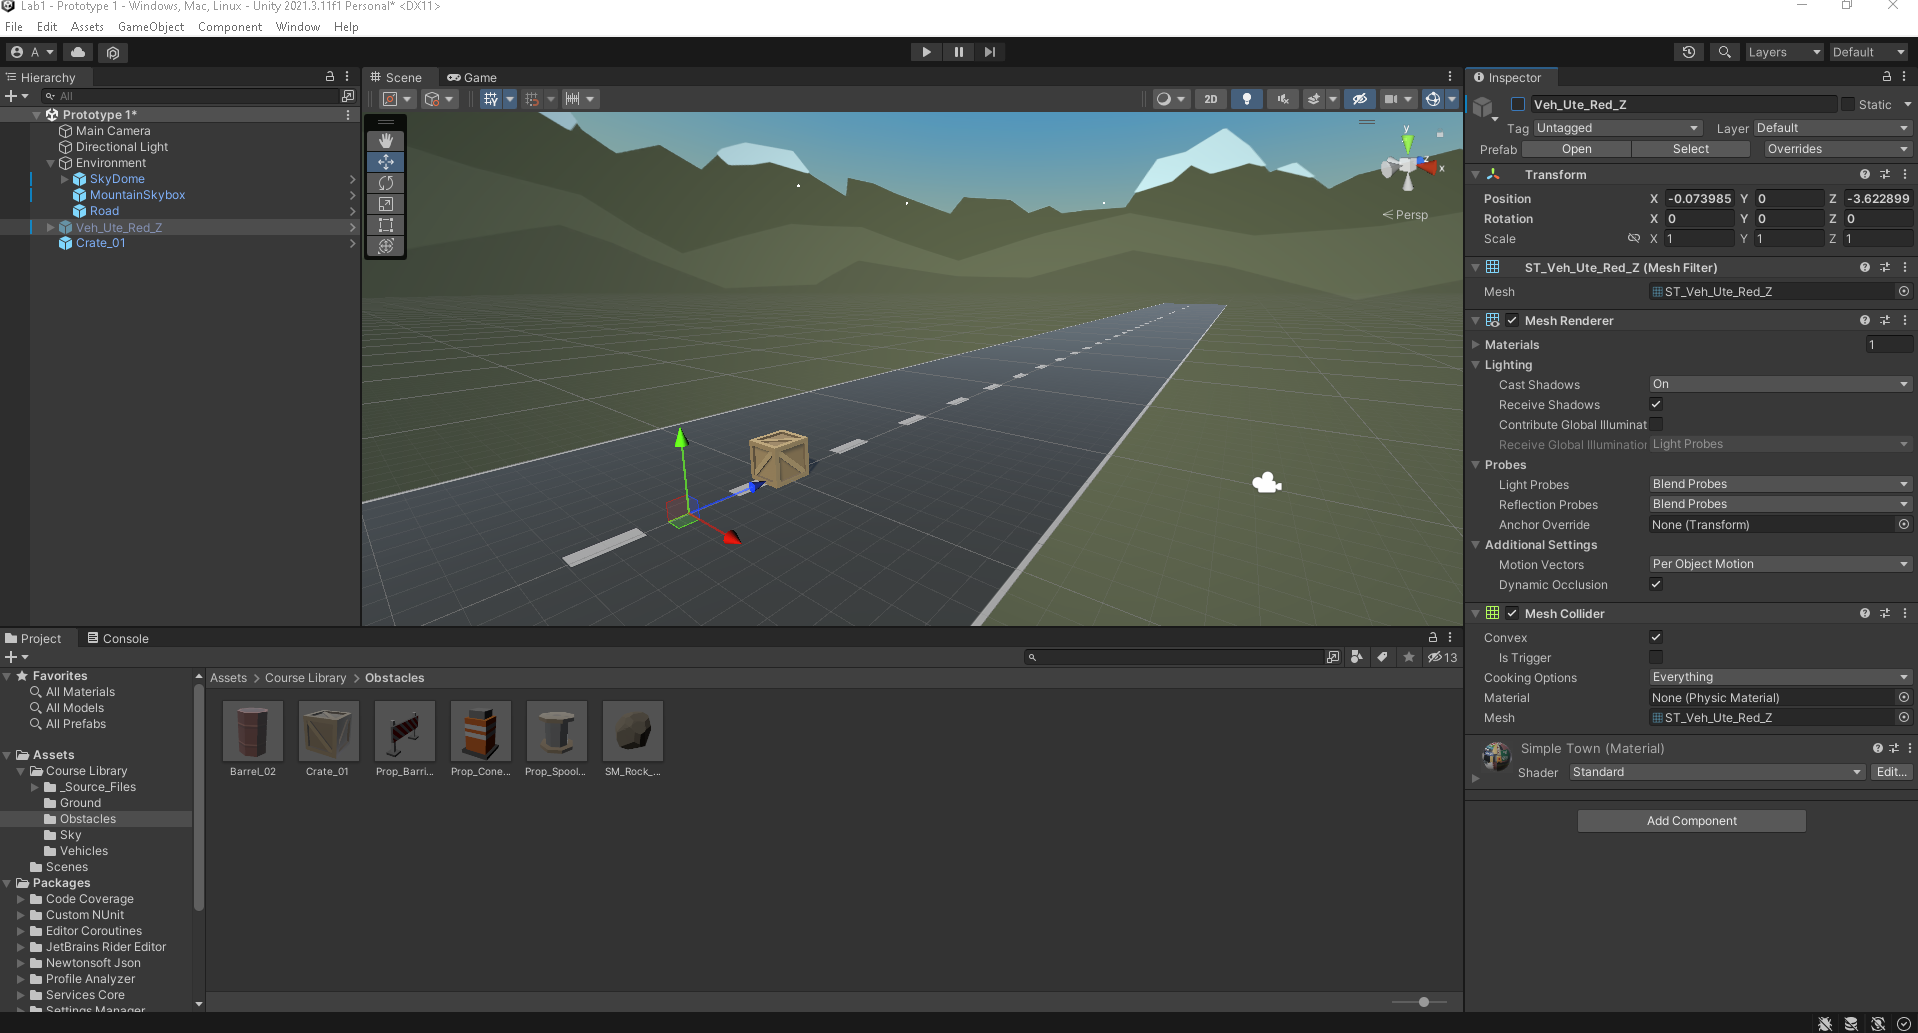 Lab1 - Prototype 1 - Windows, Mac, Linux - Unity 2021.3.11f1 Personal* <DX11>
File Edit Assets GameObject Component Window Help
A Layers Default
Hierarchy
All
Prototype 1*
Main Camera
Directional Light
Environment
SkyDome
MountainSkybox
Road
Veh_Ute_Red_Z
Crate_01
Scene Game
2D
y
z
x
Persp
Inspector
Veh_Ute_Red_Z Static
Tag Untagged Layer Default
Prefab Open Select Overrides
Transform
Position X -0.073985 Y 0 Z -3.622899
Rotation X 0 Y 0 Z 0
Scale X 1 Y 1 Z 1
ST_Veh_Ute_Red_Z (Mesh Filter)
Mesh ST_Veh_Ute_Red_Z
Mesh Renderer
Materials 1
Lighting
Cast Shadows On
Receive Shadows
Contribute Global Illuminat
Receive Global Illumination Light Probes
Probes
Light Probes Blend Probes
Reflection Probes Blend Probes
Anchor Override None (Transform)
Additional Settings
Motion Vectors Per Object Motion
Dynamic Occlusion
Mesh Collider
Convex
Is Trigger
Cooking Options Everything
Material None (Physic Material)
Mesh ST_Veh_Ute_Red_Z
Simple Town (Material)
Shader Standard Edit...
Add Component
Project Console
13
Favorites
All Materials
All Models
All Prefabs
Assets
Course Library
_Source_Files
Ground
Obstacles
Sky
Vehicles
Scenes
Packages
Code Coverage
Custom NUnit
Editor Coroutines
JetBrains Rider Editor
Newtonsoft Json
Profile Analyzer
Services Core
Settings Manager
Assets > Course Library > Obstacles
Barrel_02 Crate_01 Prop_Barri... Prop_Cone... Prop_Spool... SM_Rock_...